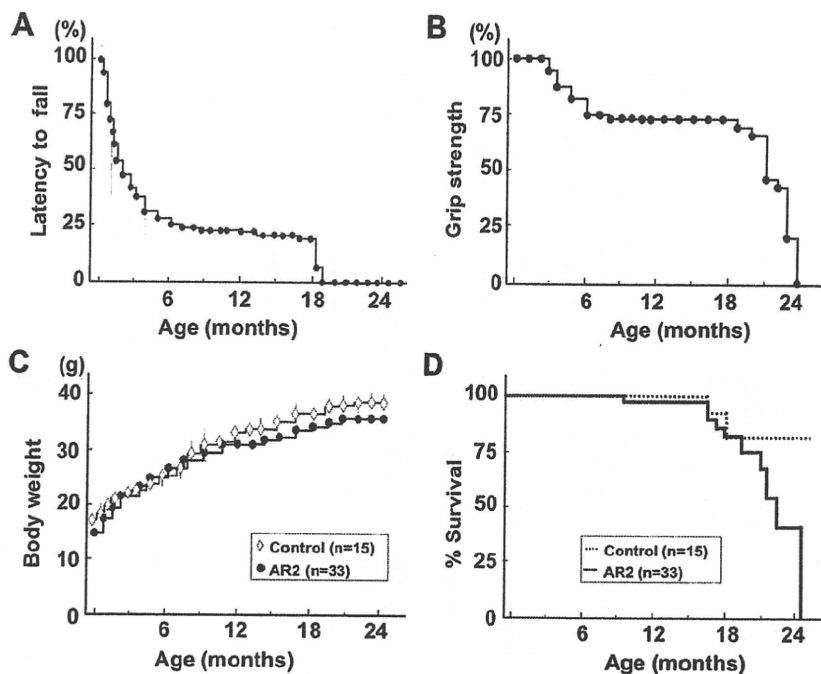 A
(%)
100
75
50
25
0
Latency to fall
6 12 18 24
Age (months)
B
(%)
100
75
50
25
0
Grip strength
6 12 18 24
Age (months)
C
(g)
40
30
20
10
0
Body weight
Control (n=15)
AR2 (n=33)
6 12 18 24
Age (months)
D
100
75
50
25
0
% Survival
Control (n=15)
AR2 (n=33)
6 12 18 24
Age (months)